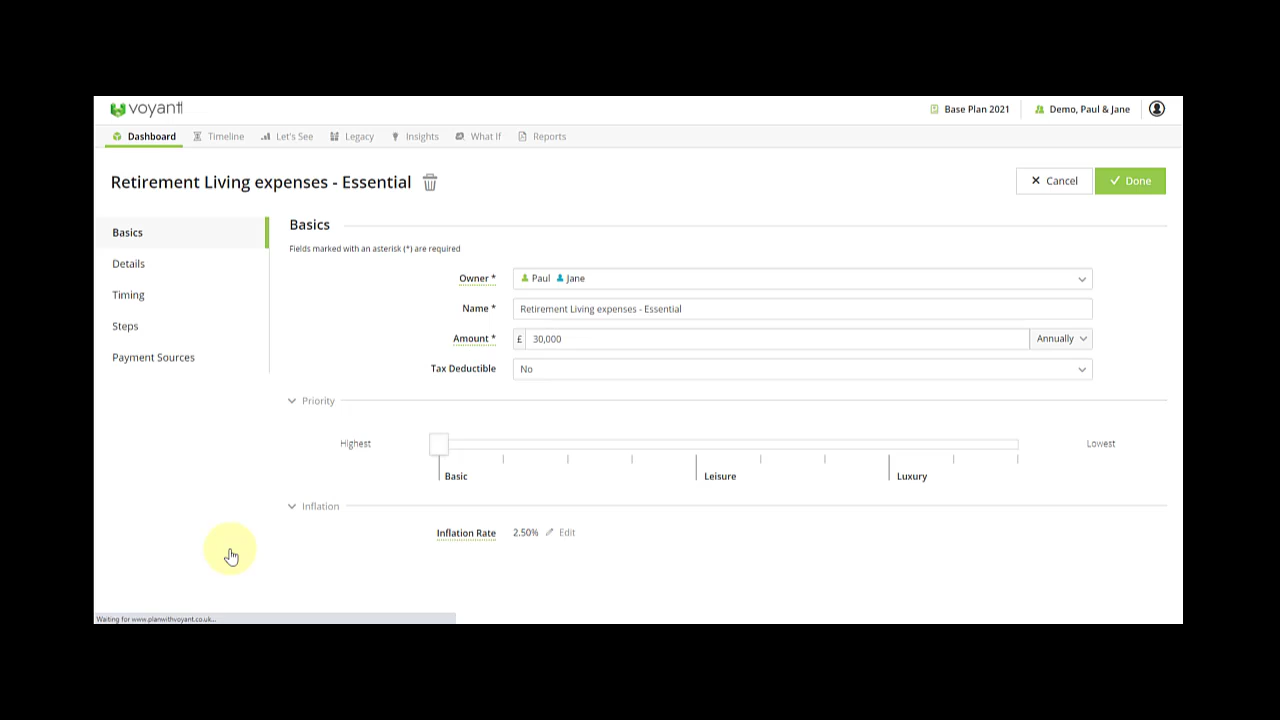 voyant
Base Plan 2021
Demo, Paul & Jane
Dashboard
Timeline
Let's See
Legacy
Insights
What If
Reports
Retirement Living expenses - Essential
Cancel
Done
Basics
Details
Timing
Steps
Payment Sources
Basics
Fields marked with an asterisk (*) are required
Owner * Paul Jane
Name * Retirement Living expenses - Essential
Amount * £ 30,000 Annually
Tax Deductible No
Priority
Highest Lowest
Basic Leisure Luxury
Inflation
Inflation Rate 2.50% Edit
Waiting for www.planwithvoyant.co.uk...